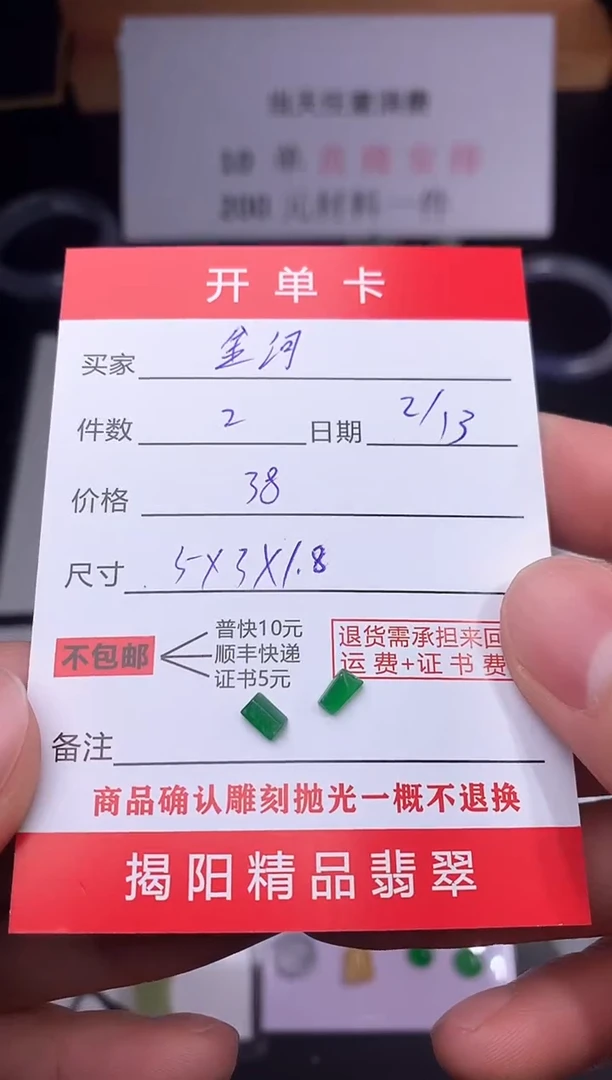 开单卡
买家 金河
件数 2 日期 2/13
价格 38
尺寸 5X3X1.8
不包邮
普快10元
顺丰快递
证书5元
退货需承担来回
运费+证书费
备注
商品确认雕刻抛光一概不退换
揭阳精品翡翠